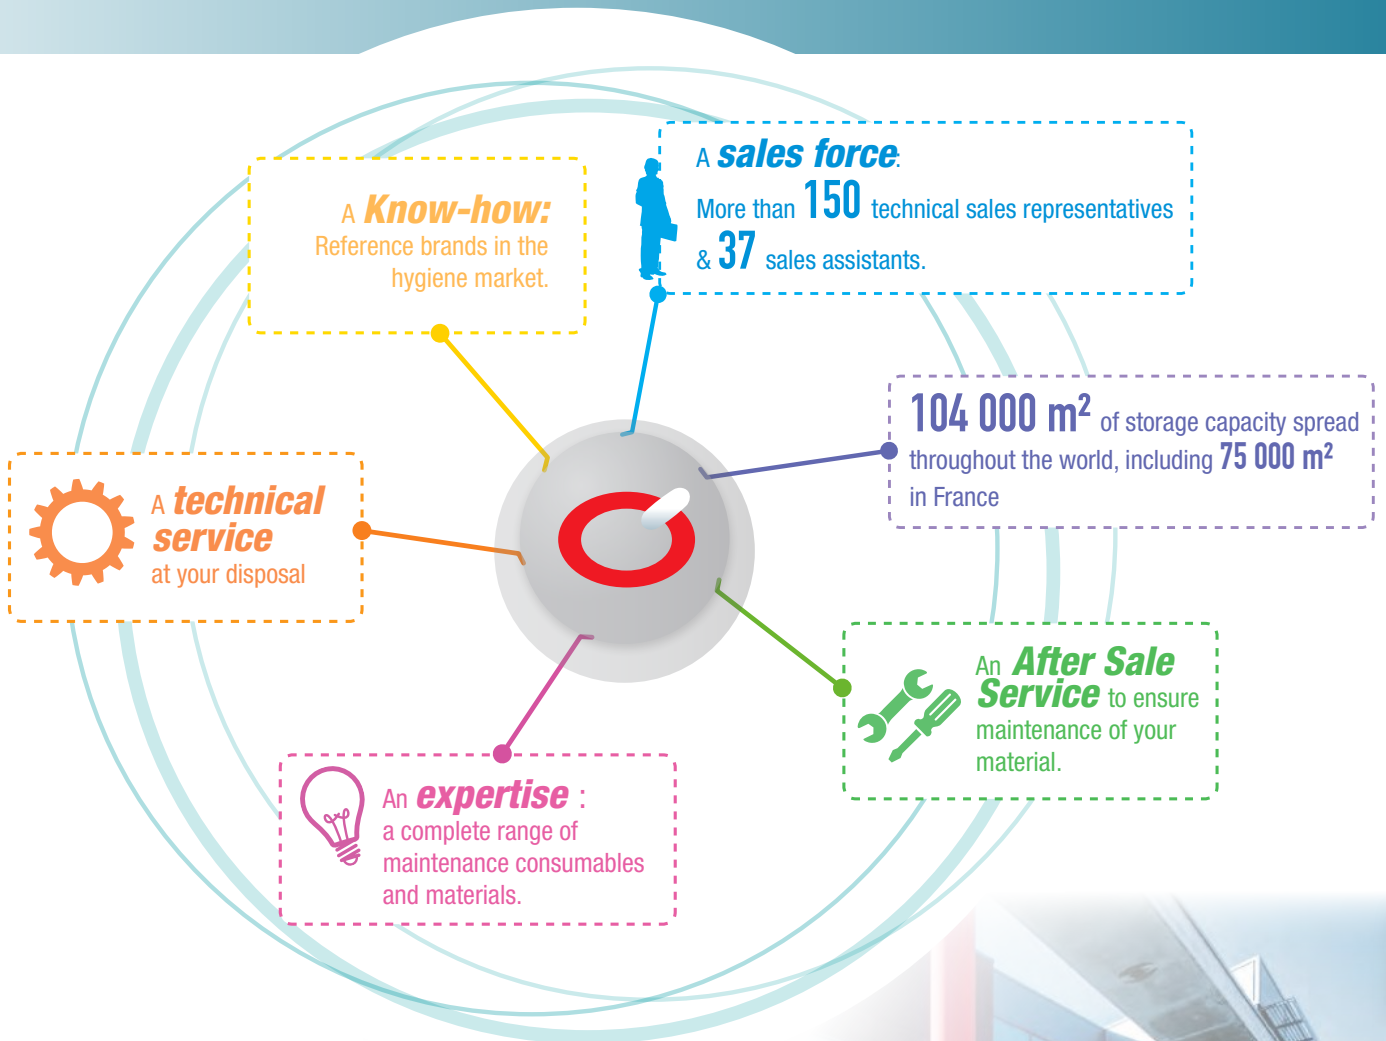 A Know-how:
Reference brands in the
hygiene market.
A sales force:
More than 150 technical sales representatives
& 37 sales assistants.
104 000 m² of storage capacity spread
throughout the world, including 75 000 m²
in France
A technical
service
at your disposal
An After Sale
Service to ensure
maintenance of your
material.
An expertise :
a complete range of
maintenance consumables
and materials.